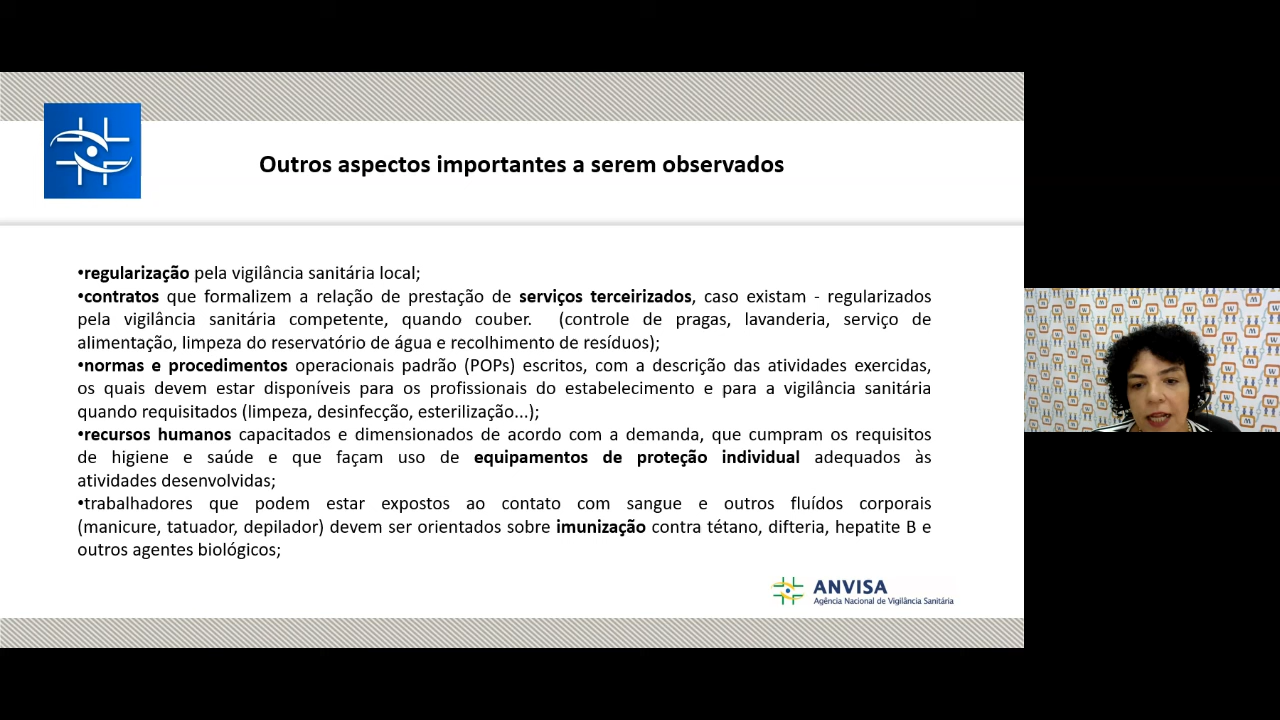 Outros aspectos importantes a serem observados
•regularização pela vigilância sanitária local;
•contratos que formalizem a relação de prestação de serviços terceirizados, caso existam - regularizados
pela vigilância sanitária competente, quando couber. (controle de pragas, lavanderia, serviço de
alimentação, limpeza do reservatório de água e recolhimento de resíduos);
•normas e procedimentos operacionais padrão (POPs) escritos, com a descrição das atividades exercidas,
os quais devem estar disponíveis para os profissionais do estabelecimento e para a vigilância sanitária
quando requisitados (limpeza, desinfecção, esterilização...);
•recursos humanos capacitados e dimensionados de acordo com a demanda, que cumpram os requisitos
de higiene e saúde e que façam uso de equipamentos de proteção individual adequados às
atividades desenvolvidas;
•trabalhadores que podem estar expostos ao contato com sangue e outros fluídos corporais
(manicure, tatuador, depilador) devem ser orientados sobre imunização contra tétano, difteria, hepatite B e
outros agentes biológicos;
ANVISA
Agência Nacional de Vigilância Sanitária